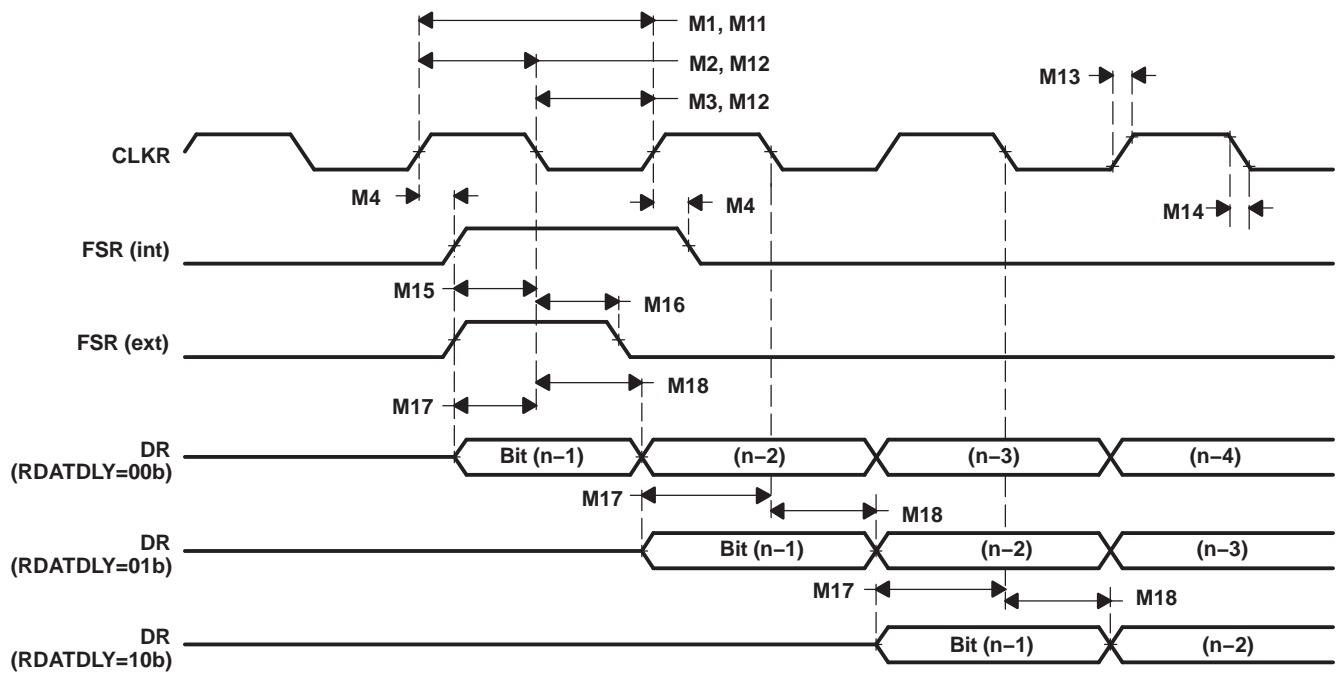 M1, M11
M2, M12
M13
M3, M12
CLKR
M4
M4
M14
FSR (int)
M15
M16
FSR (ext)
M18
M17
DR
(RDATDLY=00b)
Bit (n−1)
(n−2)
(n−3)
(n−4)
M17
M18
DR
(RDATDLY=01b)
Bit (n−1)
(n−2)
(n−3)
M17
M18
DR
(RDATDLY=10b)
Bit (n−1)
(n−2)